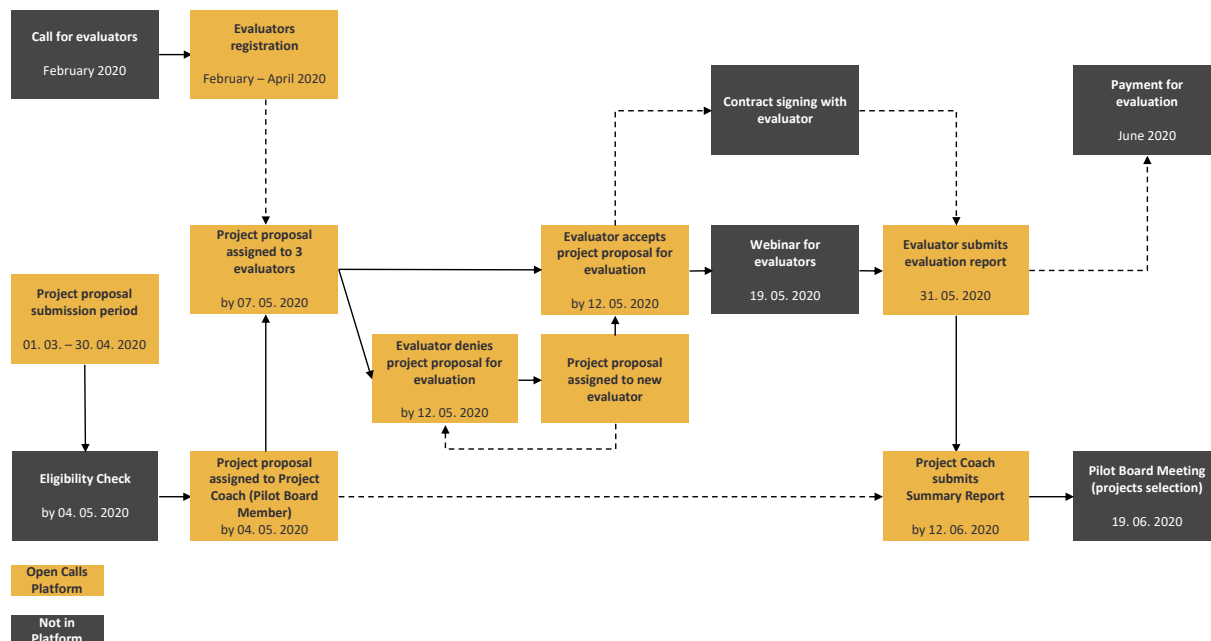 Call for evaluators
February 2020
Evaluators
registration
February – April 2020
Contract signing with
evaluator
Payment for
evaluation
June 2020
Project proposal
submission period
01. 03. – 30. 04. 2020
Project proposal
assigned to 3
evaluators
by 07. 05. 2020
Evaluator denies
project proposal for
evaluation
by 12. 05. 2020
Evaluator accepts
project proposal for
evaluation
by 12. 05. 2020
Project proposal
assigned to new
evaluator
Webinar for
evaluators
19. 05. 2020
Evaluator submits
evaluation report
31. 05. 2020
Eligibility Check
by 04. 05. 2020
Project proposal
assigned to Project
Coach (Pilot Board
Member)
by 04. 05. 2020
Project Coach
submits
Summary Report
by 12. 06. 2020
Pilot Board Meeting
(projects selection)
19. 06. 2020
Open Calls
Platform
Not in
Platform